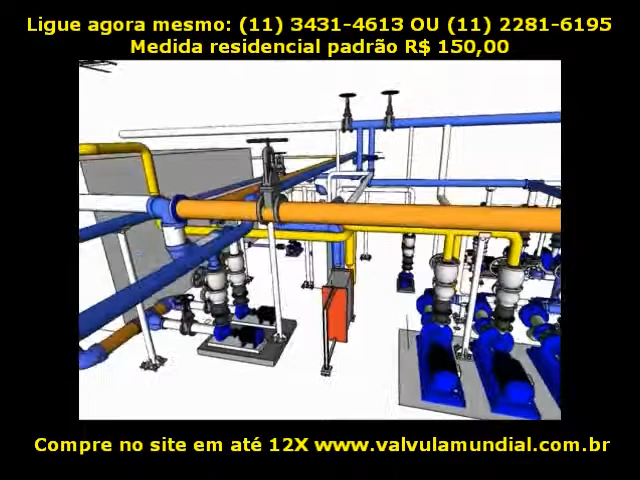 Ligue agora mesmo: (11) 3431-4613 OU (11) 2281-6195
Medida residencial padrão R$ 150,00
Compre no site em até 12X www.valvulamundial.com.br